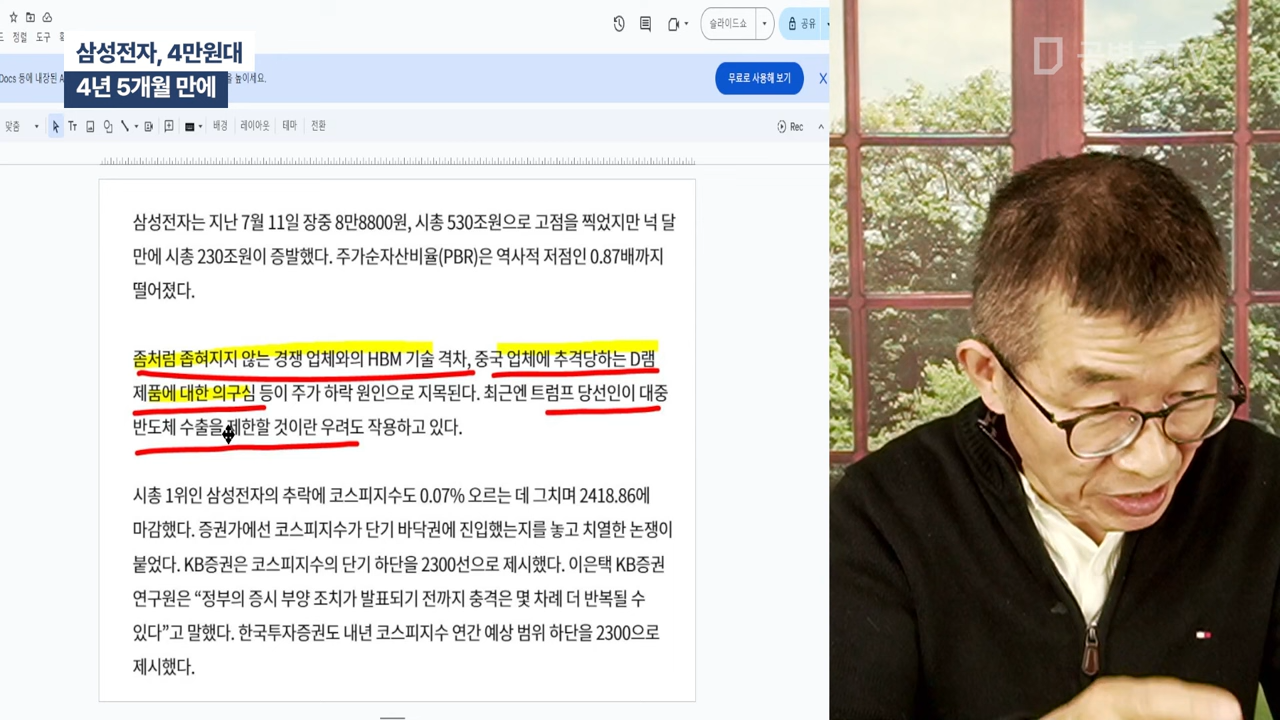 슬라이드쇼
공유
정렬 도구
삼성전자, 4만원대
4년 5개월 만에
Docs 등에 내장된
높이세요.
무료로 사용해 보기
X
맞춤
배경
레이아웃
테마
전환
Rec
삼성전자는 지난 7월 11일 장중 8만8800원, 시총 530조원으로 고점을 찍었지만 넉 달
만에 시총 230조원이 증발했다. 주가순자산비율(PBR)은 역사적 저점인 0.87배까지
떨어졌다.
좀처럼 좁혀지지 않는 경쟁 업체와의 HBM 기술 격차, 중국 업체에 추격당하는 D램
제품에 대한 의구심 등이 주가 하락 원인으로 지목된다. 최근엔 트럼프 당선인이 대중
반도체 수출을 제한할 것이란 우려도 작용하고 있다.
시총 1위인 삼성전자의 추락에 코스피지수도 0.07% 오르는 데 그치며 2418.86에
마감했다. 증권가에선 코스피지수가 단기 바닥권에 진입했는지를 놓고 치열한 논쟁이
붙었다. KB증권은 코스피지수의 단기 하단을 2300선으로 제시했다. 이은택 KB증권
연구원은 “정부의 증시 부양 조치가 발표되기 전까지 충격은 몇 차례 더 반복될 수
있다”고 말했다. 한국투자증권도 내년 코스피지수 연간 예상 범위 하단을 2300으로
제시했다.